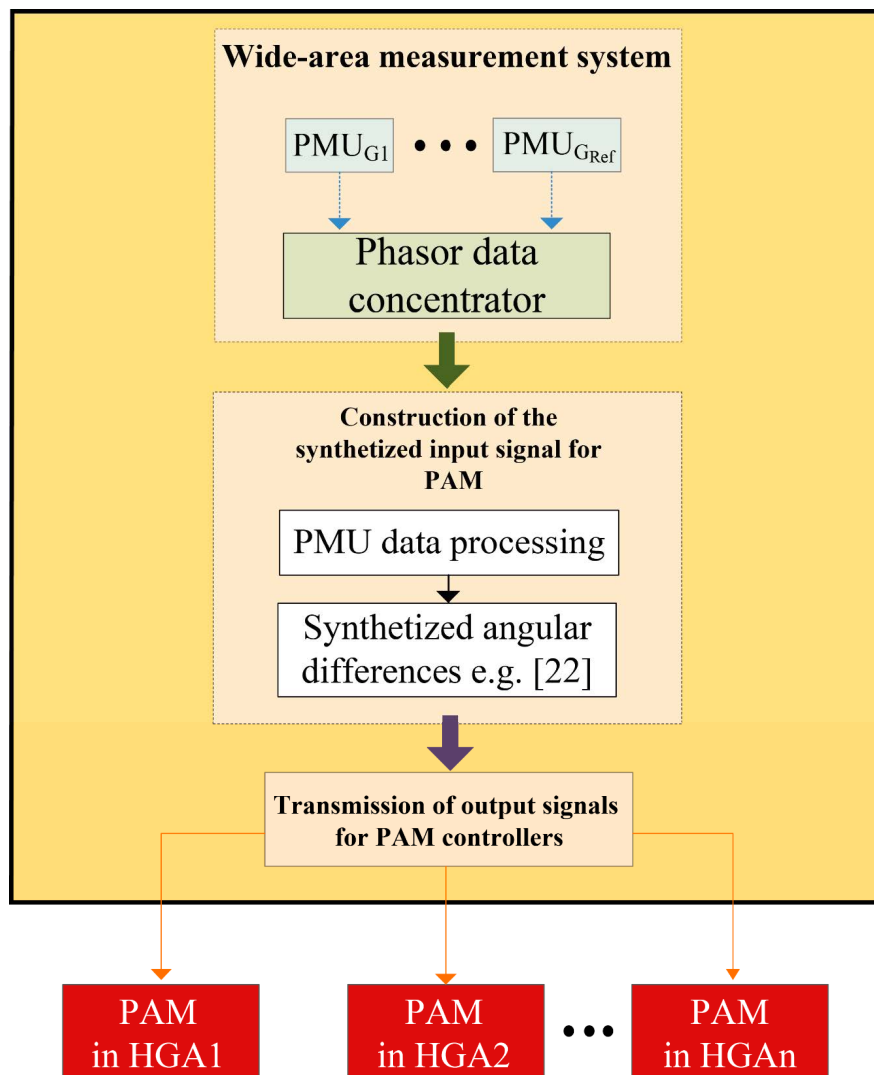 Wide-area measurement system
PMU_G1 • • • PMU_GRef
Phasor data
concentrator
Construction of the
synthetized input signal for
PAM
PMU data processing
Synthetized angular
differences e.g. [22]
Transmission of output signals
for PAM controllers
PAM
in HGA1
PAM
in HGA2
• • •
PAM
in HGAn